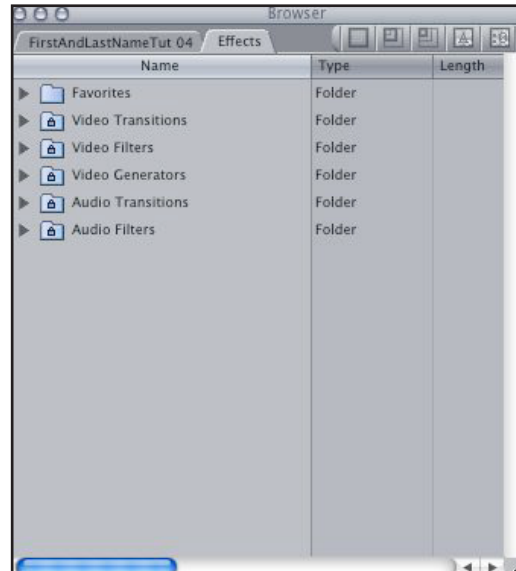 Browser
FirstAndLastNameTut 04 Effects
Name Type Length
Favorites Folder
Video Transitions Folder
Video Filters Folder
Video Generators Folder
Audio Transitions Folder
Audio Filters Folder